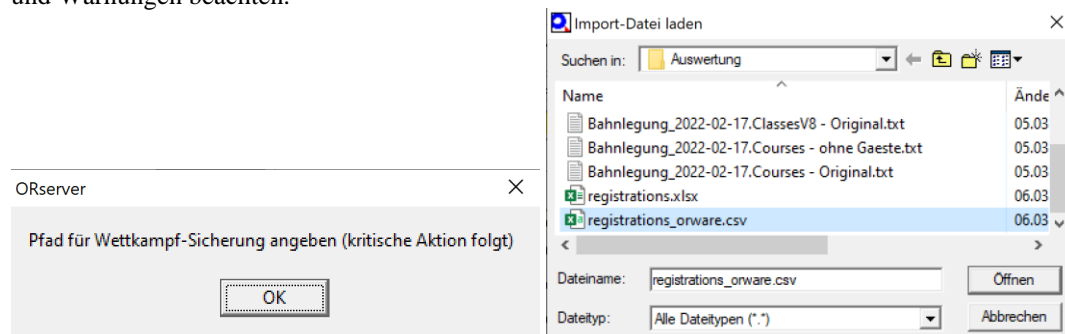 und Warnungen beachten.
ORserver
Pfad für Wettkampf-Sicherung angeben (kritische Aktion folgt)
OK
Import-Datei laden
Suchen in: Auswertung
Name Ände
Bahnlegung_2022-02-17.ClassesV8 - Original.txt 05.03
Bahnlegung_2022-02-17.Courses - ohne Gaeste.txt 05.03
Bahnlegung_2022-02-17.Courses - Original.txt 05.03
registrations.xlsx 06.03
registrations_orware.csv 06.03
Dateiname: registrations_orware.csv Öffnen
Dateityp: Alle Dateitypen (*.*) Abbrechen